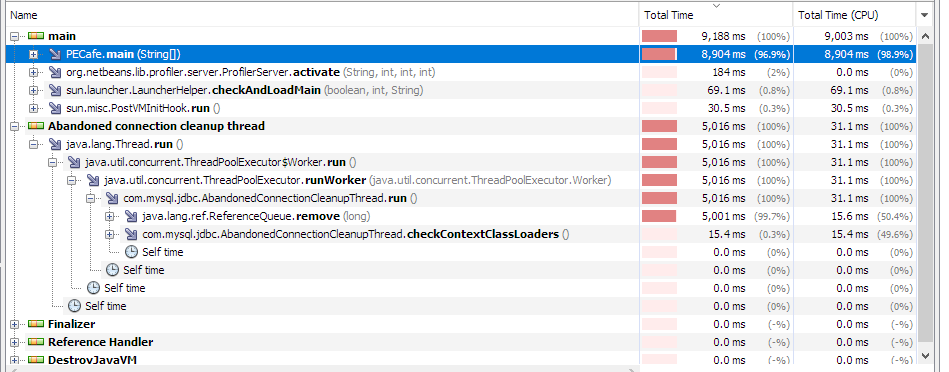 Name Total Time Total Time (CPU)
main 9,188 ms (100%) 9,003 ms (100%)
PECafe.main (String[]) 8,904 ms (96.9%) 8,904 ms (98.9%)
org.netbeans.lib.profiler.server.ProfilerServer.activate (String, int, int, int) 184 ms (2%) 0.0 ms (0%)
sun.launcher.LauncherHelper.checkAndLoadMain (boolean, int, String) 69.1 ms (0.8%) 69.1 ms (0.8%)
sun.misc.PostVMInitHook.run () 30.5 ms (0.3%) 30.5 ms (0.3%)
Abandoned connection cleanup thread 5,016 ms (100%) 31.1 ms (100%)
java.lang.Thread.run () 5,016 ms (100%) 31.1 ms (100%)
java.util.concurrent.ThreadPoolExecutor$Worker.run () 5,016 ms (100%) 31.1 ms (100%)
java.util.concurrent.ThreadPoolExecutor.runWorker (java.util.concurrent.ThreadPoolExecutor.Worker) 5,016 ms (100%) 31.1 ms (100%)
com.mysql.jdbc.AbandonedConnectionCleanupThread.run () 5,016 ms (100%) 31.1 ms (100%)
java.lang.ref.ReferenceQueue.remove (long) 5,001 ms (99.7%) 15.6 ms (50.4%)
com.mysql.jdbc.AbandonedConnectionCleanupThread.checkContextClassLoaders () 15.4 ms (0.3%) 15.4 ms (49.6%)
Self time 0.0 ms (0%) 0.0 ms (0%)
Self time 0.0 ms (0%) 0.0 ms (0%)
Self time 0.0 ms (0%) 0.0 ms (0%)
Self time 0.0 ms (0%) 0.0 ms (0%)
Finalizer 0.0 ms (-%) 0.0 ms (-%)
Reference Handler 0.0 ms (-%) 0.0 ms (-%)
DestroyJavaVM 0.0 ms (-%) 0.0 ms (-%)